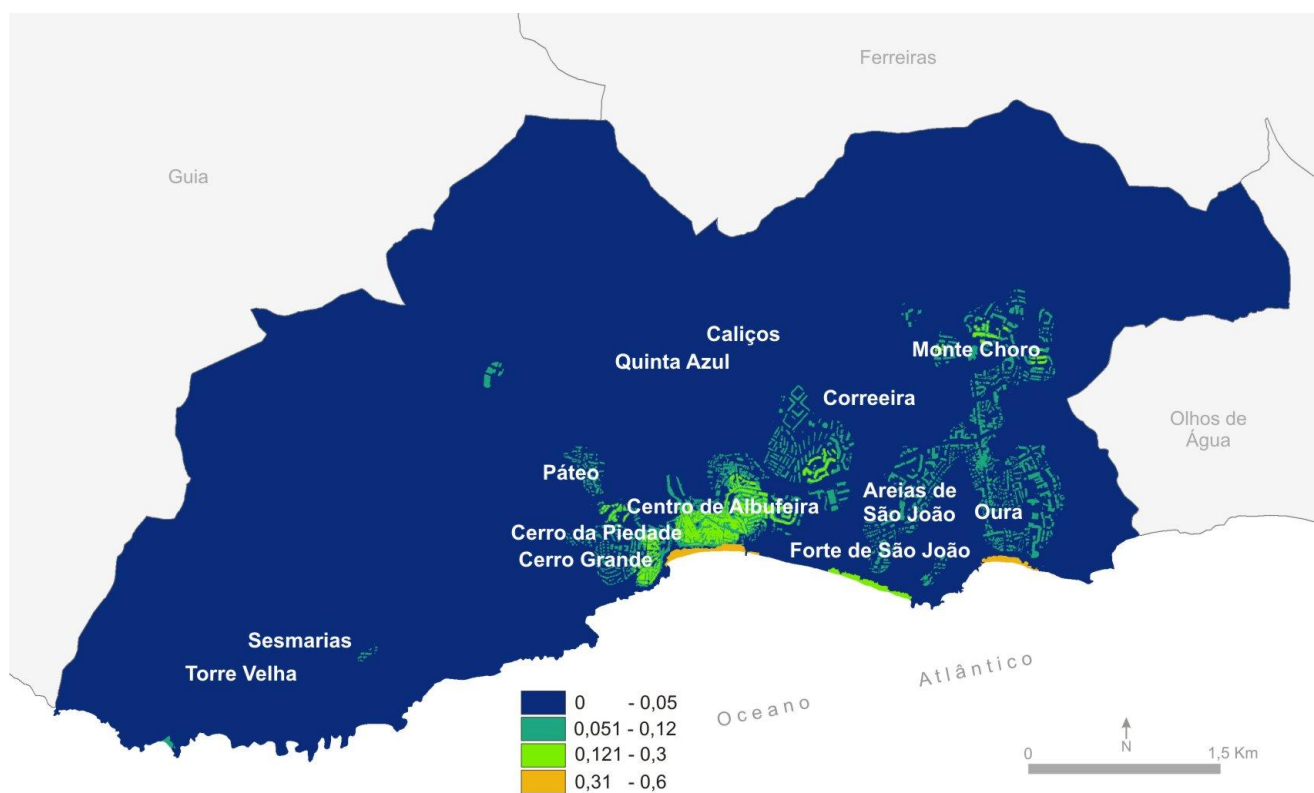 Ferreiras
Guia
Caliços
Quinta Azul
Monte Choro
Correeira
Olhos de
Água
Páteo
Areias de
São João
Oura
Centro de Albufeira
Cerro da Piedade
Cerro Grande
Forte de São João
Sesmarias
Torre Velha
Oceano Atlântico
0 - 0,05
0,051 - 0,12
0,121 - 0,3
0,31 - 0,6
N
0 1,5 Km